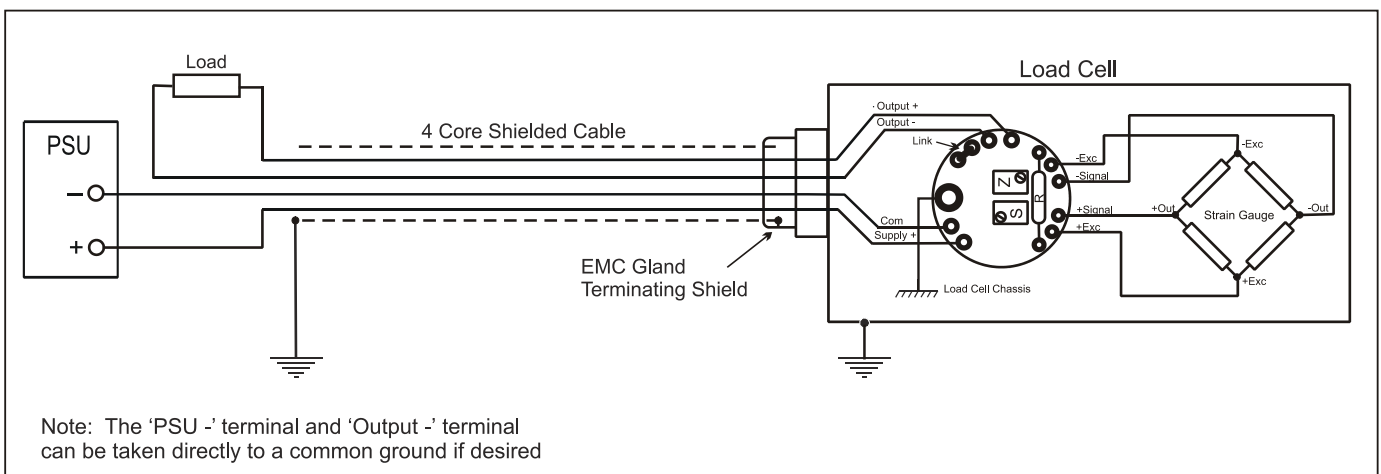 Load
Load Cell
PSU
–
+
4 Core Shielded Cable
Output +
Output -
Link
Z
S
R
Com
Supply +
Load Cell Chassis
-Exc
-Signal
+Signal
+Exc
-Exc
+Out
Strain Gauge
-Out
+Exc
EMC Gland
Terminating Shield
Note: The ‘PSU -’ terminal and ‘Output -’ terminal
can be taken directly to a common ground if desired